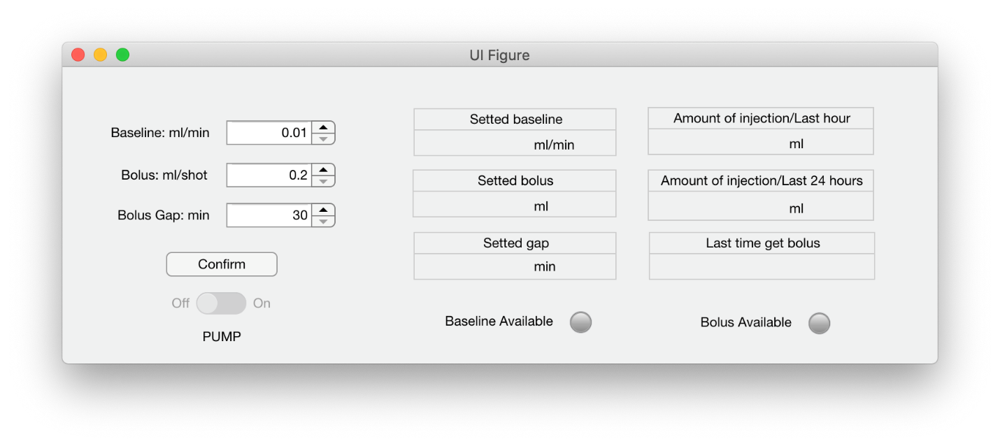 UI Figure
Baseline: ml/min
0.01
Bolus: ml/shot
0.2
Bolus Gap: min
30
Confirm
Off
On
PUMP
Setted baseline
ml/min
Setted bolus
ml
Setted gap
min
Baseline Available
Amount of injection/Last hour
ml
Amount of injection/Last 24 hours
ml
Last time get bolus
Bolus Available